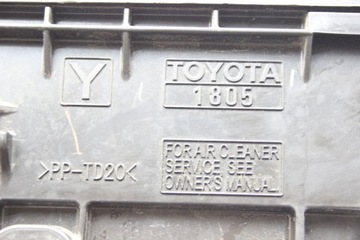 Y
TOYOTA
1805
>PP-TD20<
FOR AIR CLEANER
SERVICE SEE
OWNER'S MANUAL.